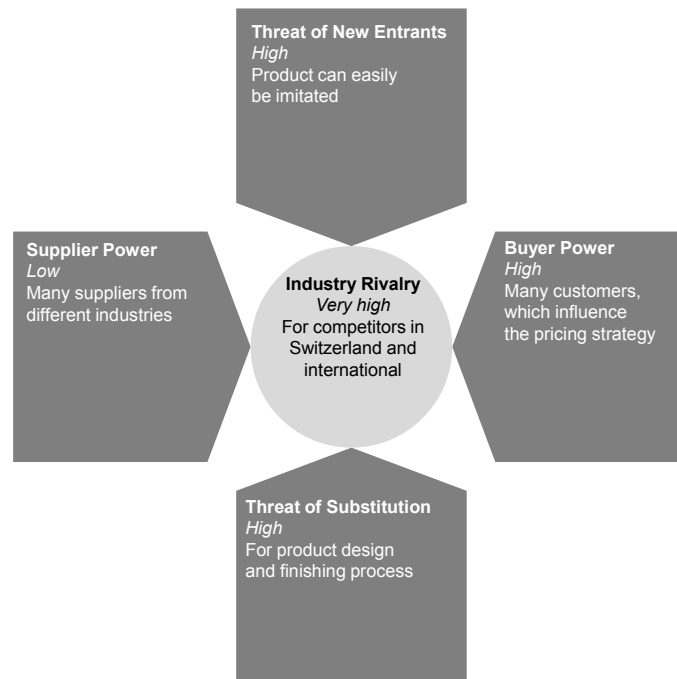 Threat of New Entrants
High
Product can easily
be imitated
Supplier Power
Low
Many suppliers from
different industries
Industry Rivalry
Very high
For competitors in
Switzerland and
international
Buyer Power
High
Many customers,
which influence
the pricing strategy
Threat of Substitution
High
For product design
and finishing process